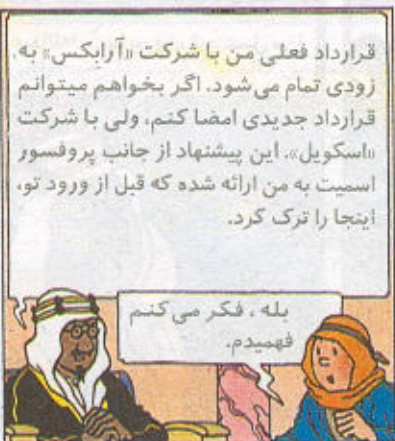 قرارداد فعلی من با شرکت «آرابکس» به
زودی تمام می‌شود. اگر بخواهم میتوانم
قرارداد جدیدی امضا کنم، ولی با شرکت
«اسکویل». این پیشنهاد از جانب پروفسور
اسمیت به من ارائه شده که قبل از ورود تو،
اینجا را ترک کرد.
بله ، فکر می‌کنم
فهمیدم.